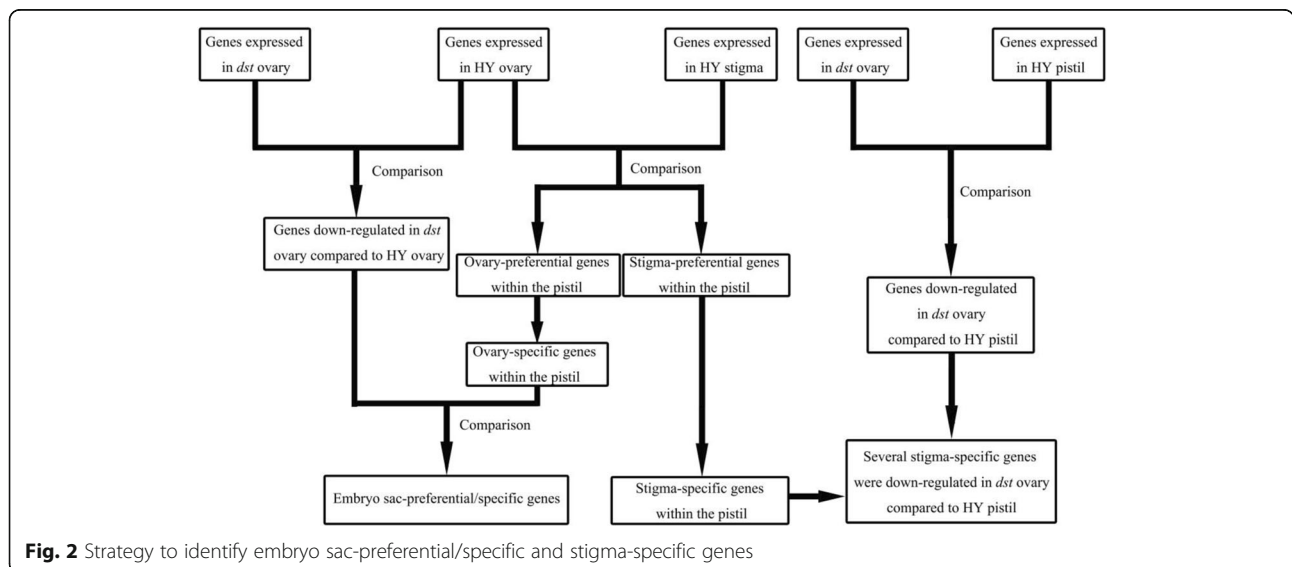 Genes expressed
in dst ovary
Genes expressed
in HY ovary
Genes expressed
in HY stigma
Genes expressed
in dst ovary
Genes expressed
in HY pistil
Comparison
Comparison
Comparison
Genes down-regulated in dst
ovary compared to HY ovary
Ovary-preferential genes
within the pistil
Stigma-preferential genes
within the pistil
Genes down-regulated
in dst ovary
compared to HY pistil
Ovary-specific genes
within the pistil
Comparison
Embryo sac-preferential/specific genes
Stigma-specific genes
within the pistil
Several stigma-specific genes
were down-regulated in dst ovary
compared to HY pistil
Fig. 2 Strategy to identify embryo sac-preferential/specific and stigma-specific genes